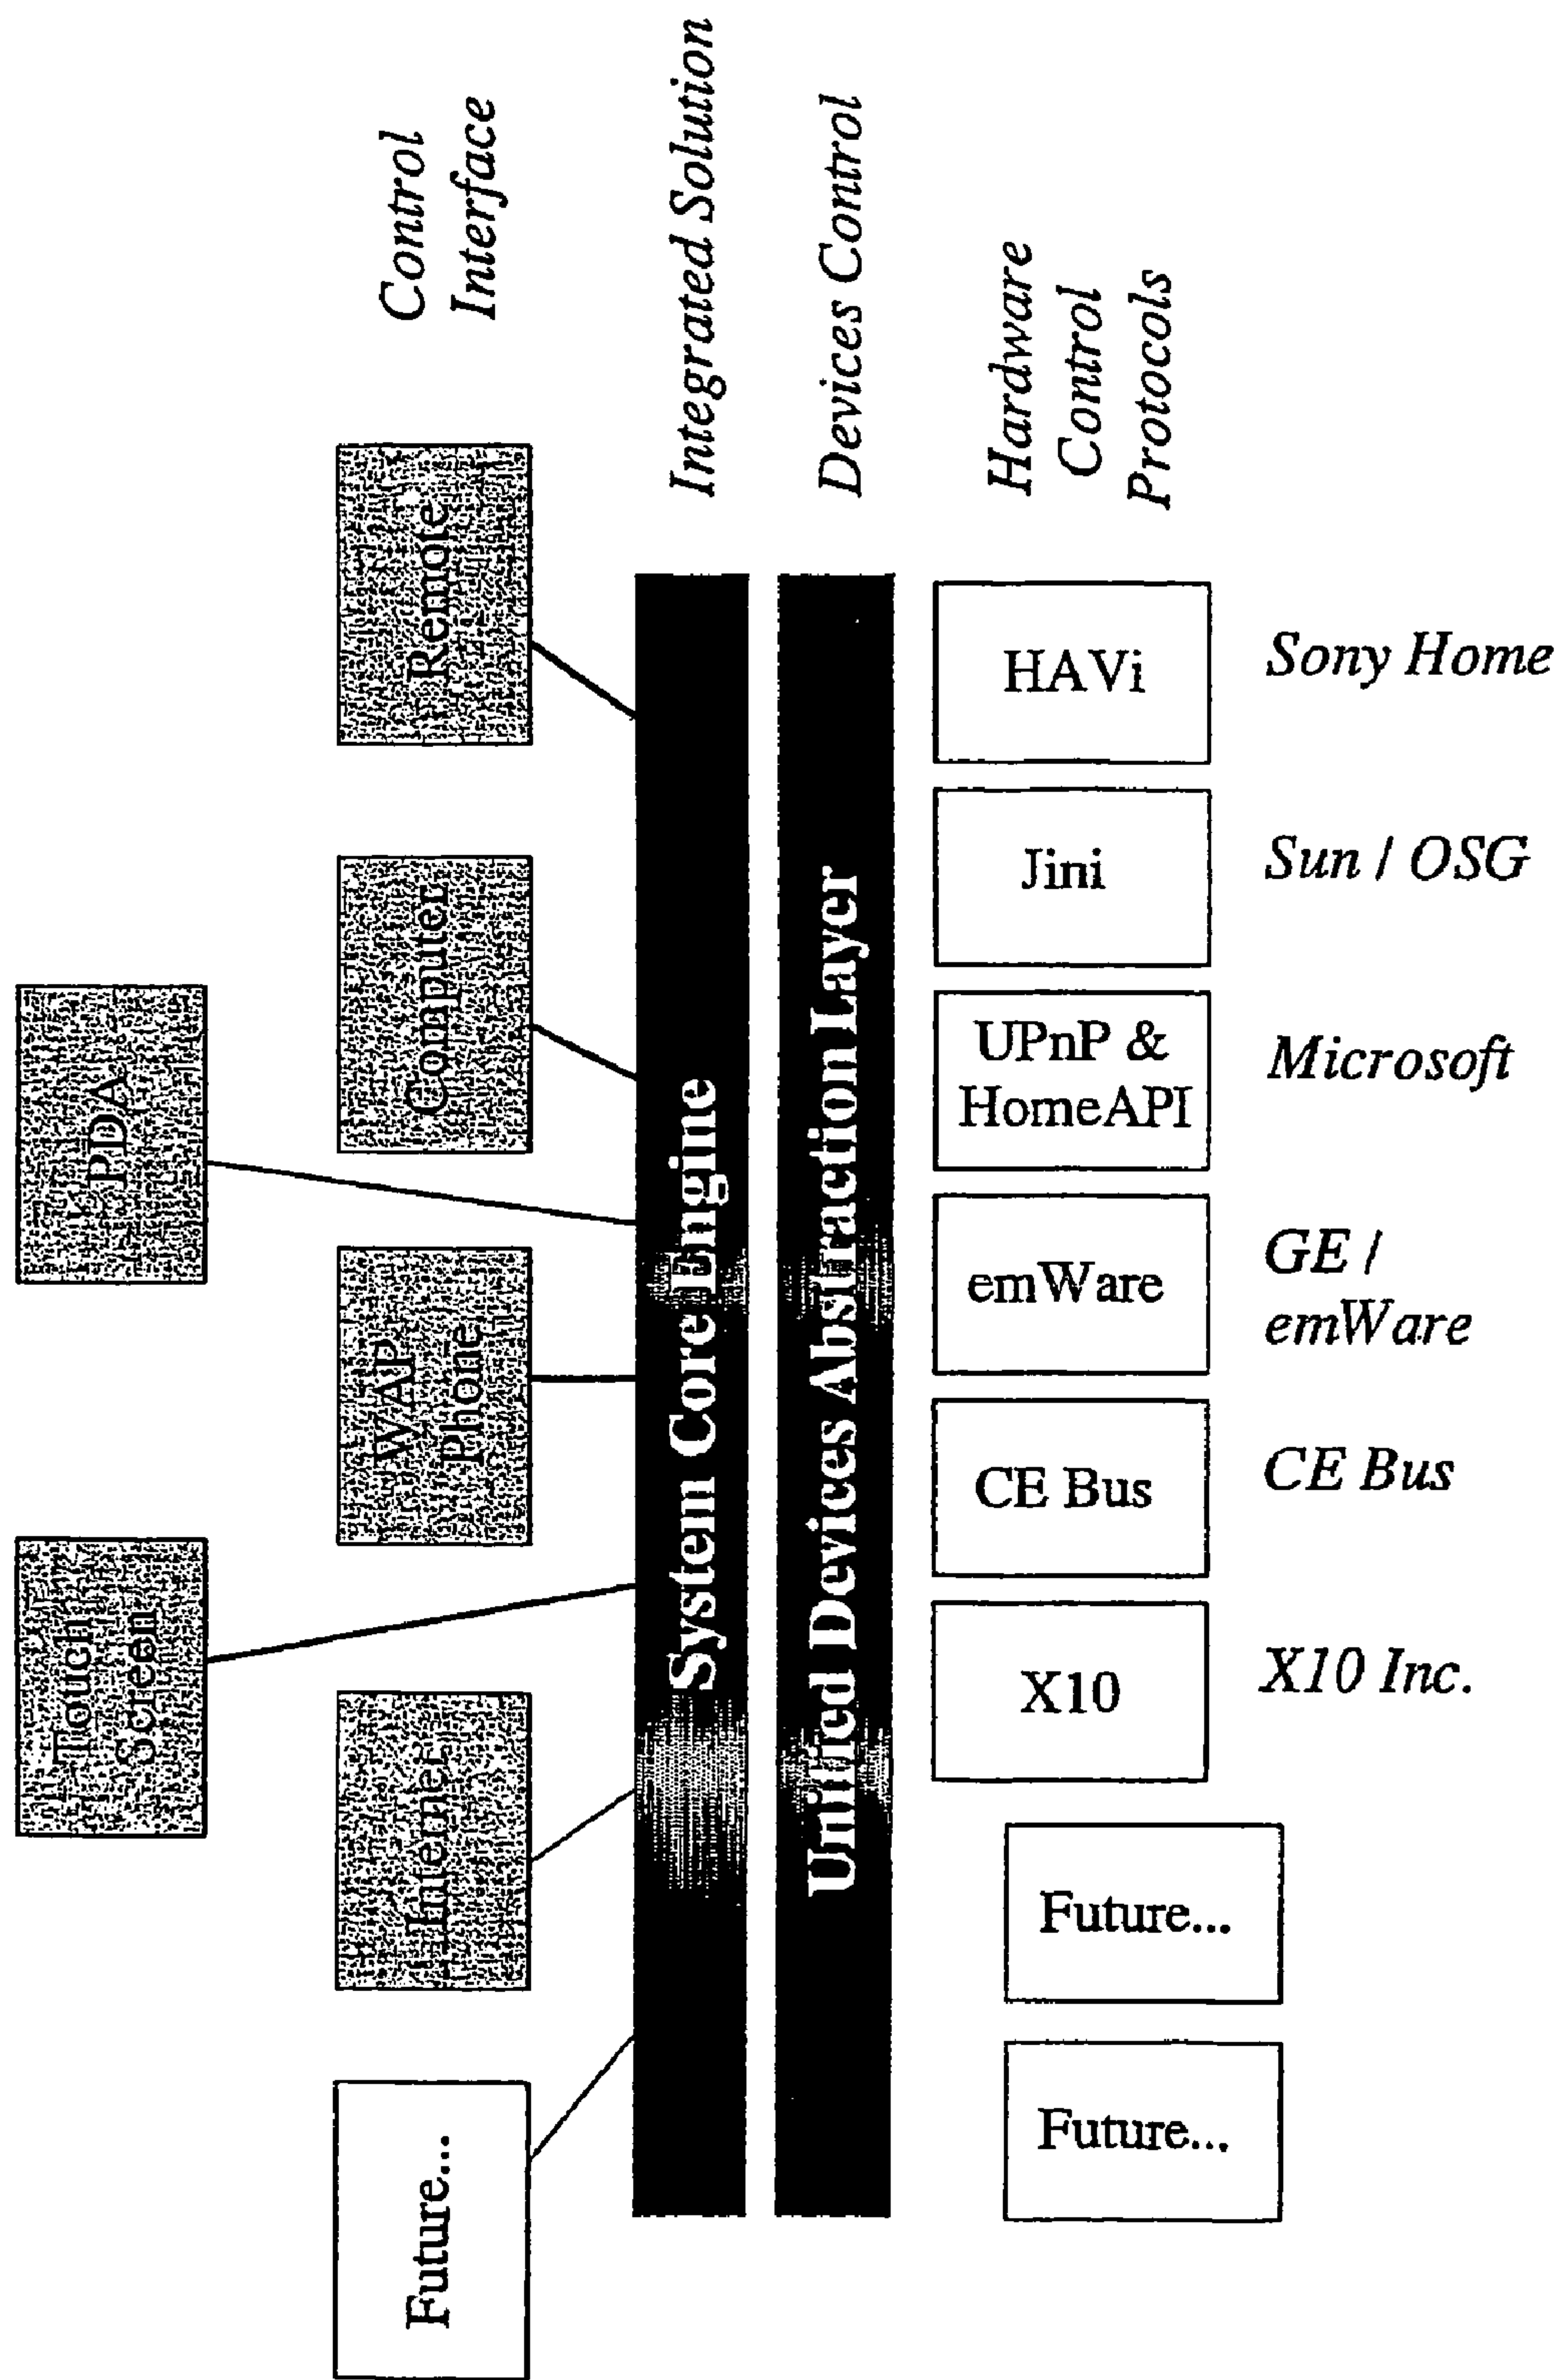 Touch
Screen
PDA
Future...
Internet
WAP
Phone
Computer
Remote
Control
Interface
System Core Engine
Integrated Solution
Unified Devices Abstraction Layer
Devices Control
Hardware
Control
Protocols
HAVi
Sony Home
Jini
Sun / OSG
UPnP &
HomeAPI
Microsoft
emWare
GE /
emWare
CE Bus
CE Bus
X10
X10 Inc.
Future...
Future...